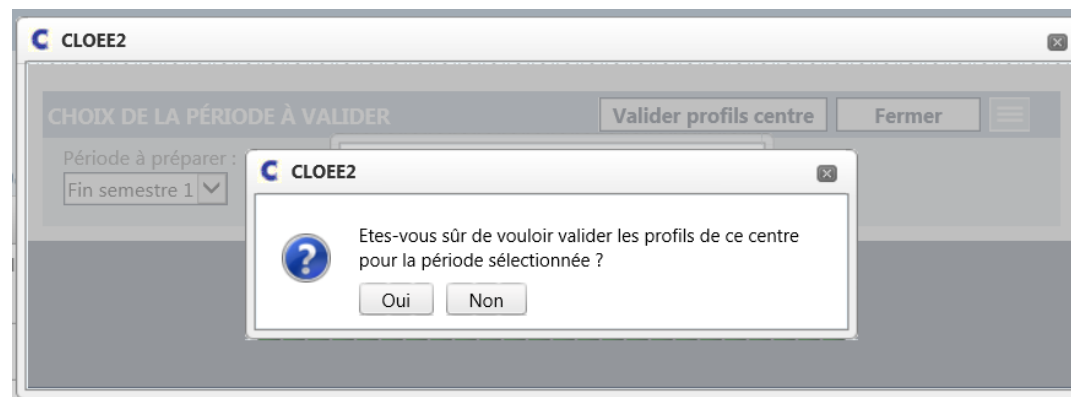 CLOEE2
CHOIX DE LA PÉRIODE À VALIDER
Valider profils centre
Fermer
Période à préparer :
Fin semestre 1
CLOEE2
Etes-vous sûr de vouloir valider les profils de ce centre
pour la période sélectionnée ?
Oui
Non